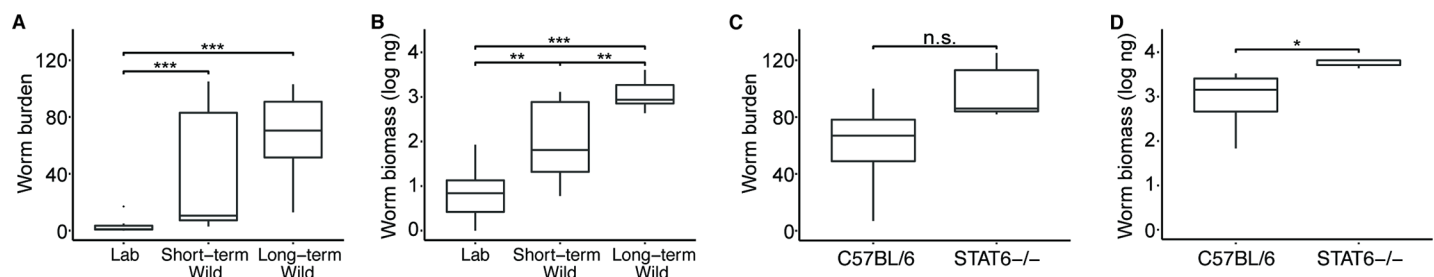 A
Worm burden
120
80
40
0
***
***
Lab
Short–term
Wild
Long–term
Wild
B
Worm biomass (log ng)
4
3
2
1
0
***
**
**
Lab
Short–term
Wild
Long–term
Wild
C
Worm burden
120
80
40
0
n.s.
C57BL/6
STAT6–/–
D
Worm biomass (log ng)
4
3
2
1
0
*
C57BL/6
STAT6–/–